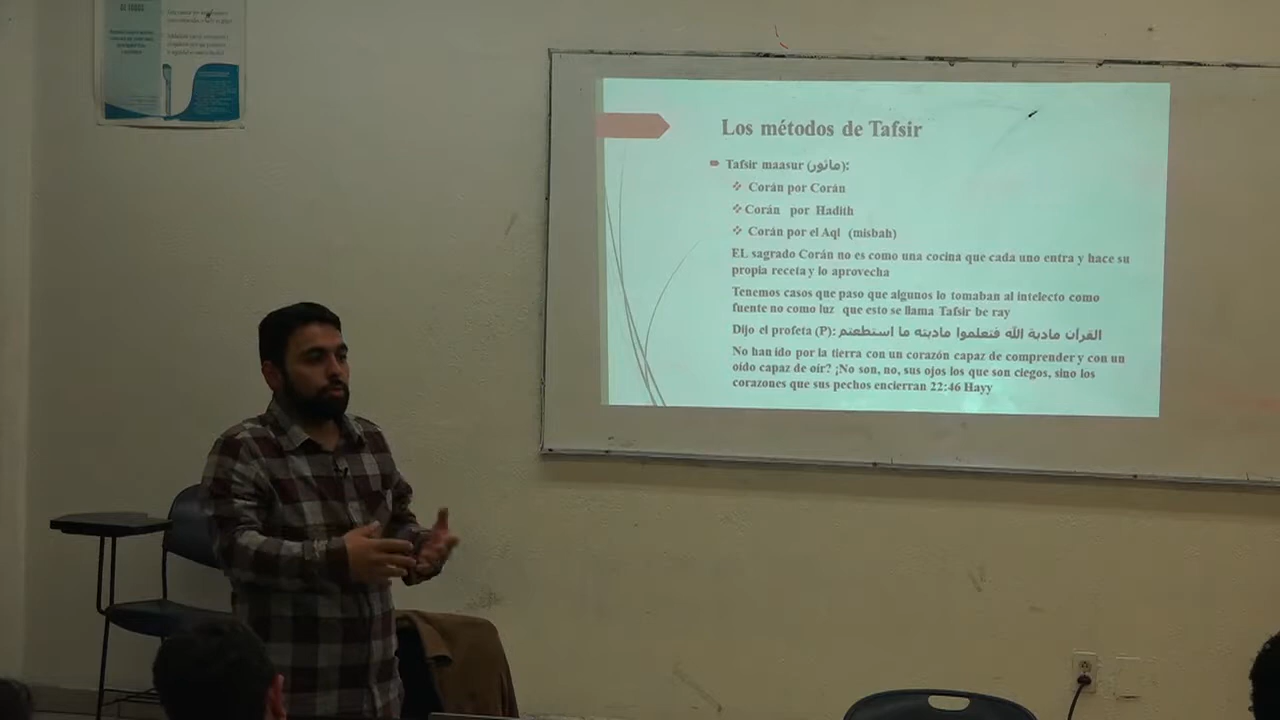 Los métodos de Tafsir
Tafsir maasur (ماثور):
Corán por Corán
Corán por Hadith
Corán por el Aql (misbah)
EL sagrado Corán no es como una cocina que cada uno entra y hace su
propia receta y lo aprovecha
Tenemos casos que paso que algunos lo tomaban al intelecto como
fuente no como luz que esto se llama Tafsir be ray
Dijo el profeta (P): القرآن مادبة الله فتعلموا مادبته ما استطعتم
No han ido por la tierra con un corazón capaz de comprender y con un
oído capaz de oír? ¡No son, no, sus ojos los que son ciegos, sino los
corazones que sus pechos encierran 22:46 Hayy